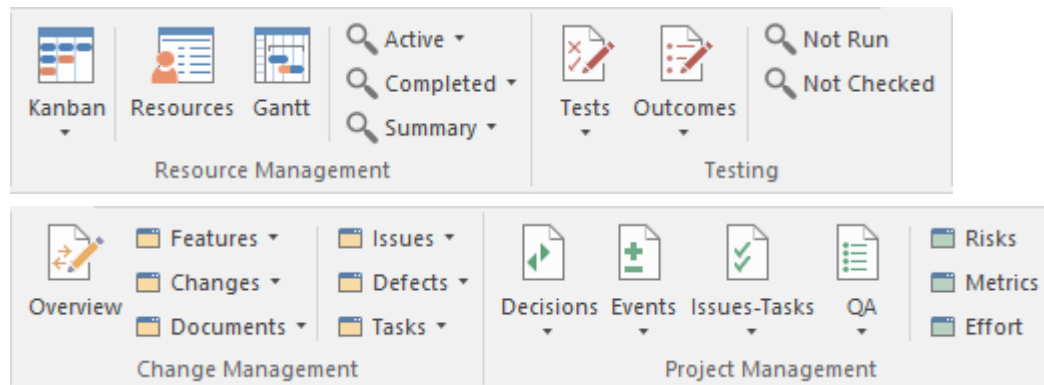 Kanban
Resources
Gantt
Active
Completed
Summary
Resource Management
Tests
Outcomes
Not Run
Not Checked
Testing
Overview
Features
Changes
Documents
Issues
Defects
Tasks
Change Management
Decisions
Events
Issues-Tasks
QA
Risks
Metrics
Effort
Project Management